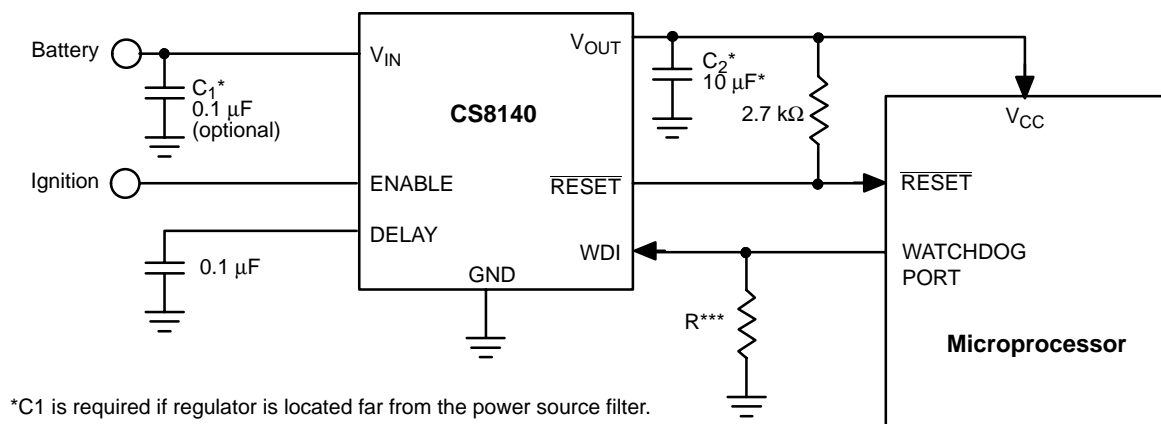 Battery
V_IN
V_OUT
C_1*
0.1 μF
(optional)
CS8140
C_2*
10 μF*
2.7 kΩ
V_CC
Ignition
ENABLE
RESET
RESET
DELAY
0.1 μF
WDI
WATCHDOG
PORT
GND
R***
Microprocessor
*C1 is required if regulator is located far from the power source filter.